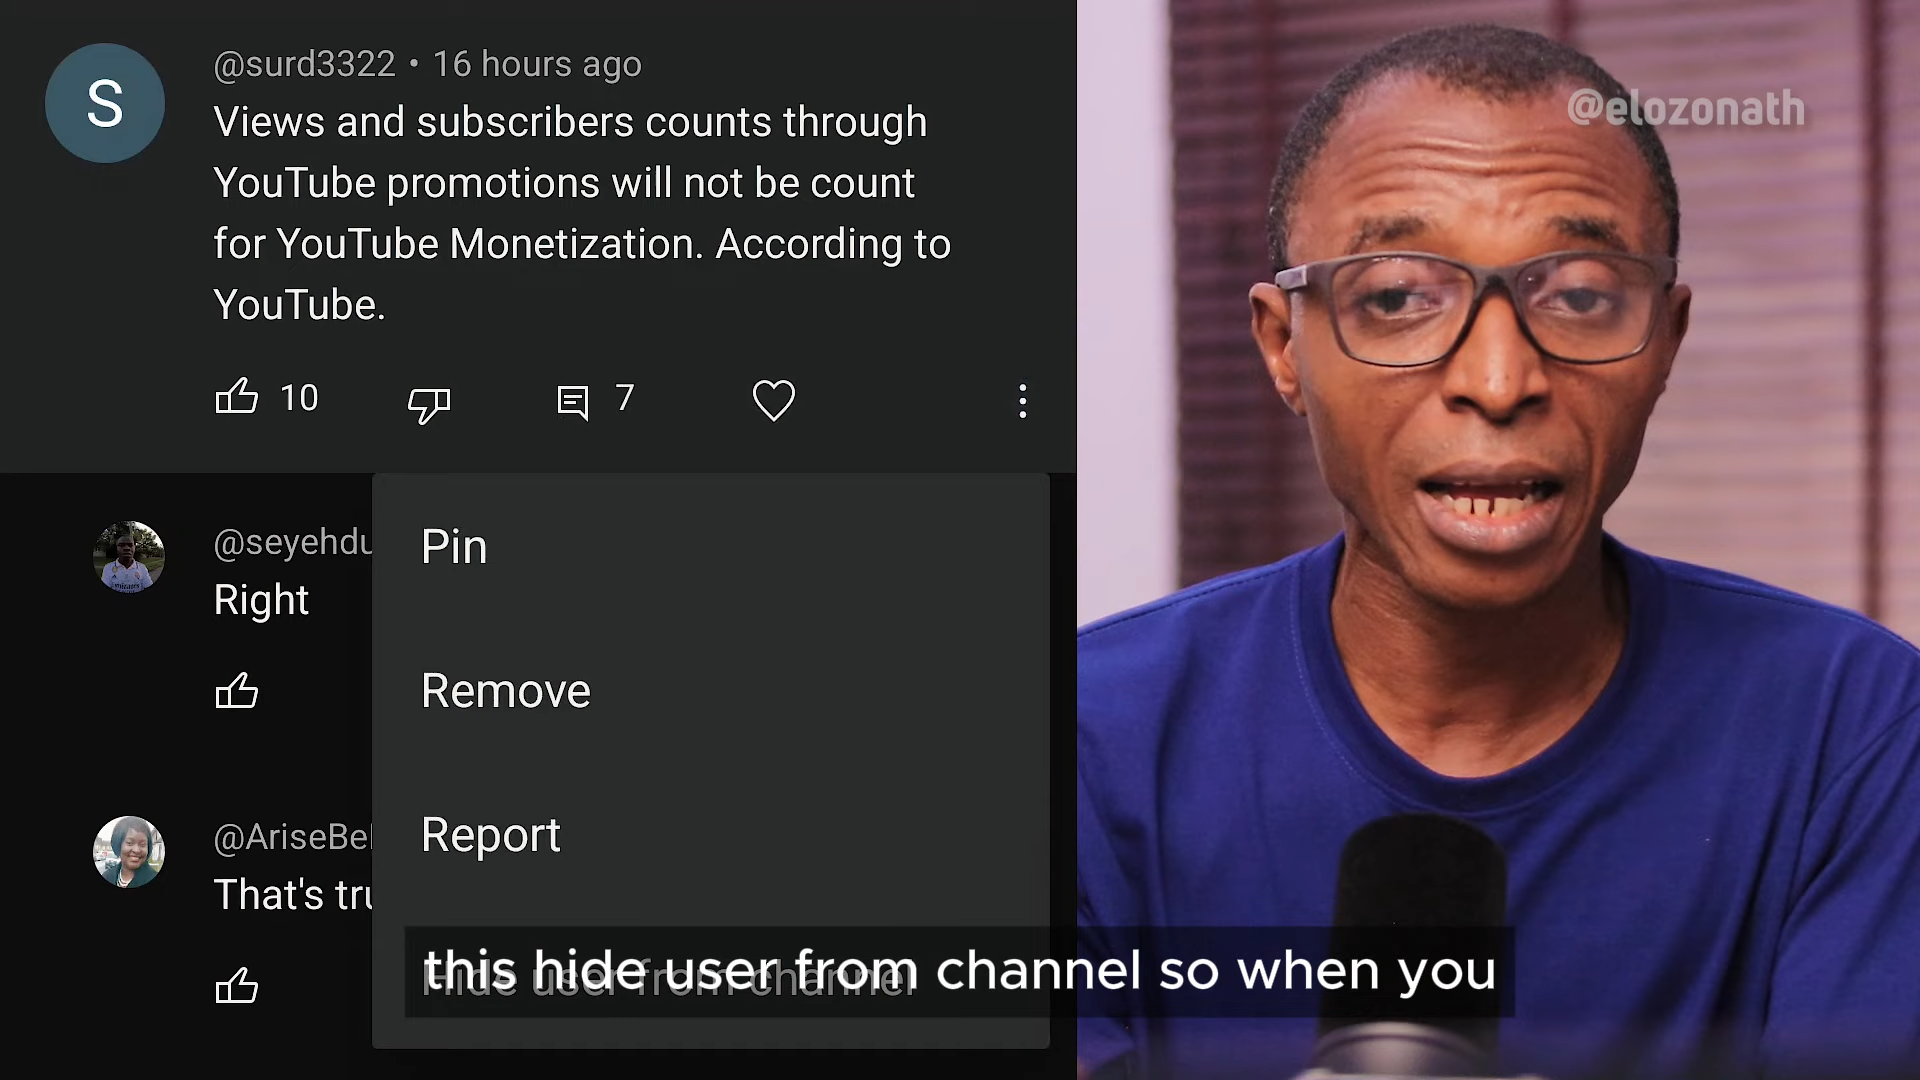 @surd3322 • 16 hours ago
S
Views and subscribers counts through
YouTube promotions will not be count
for YouTube Monetization. According to
YouTube.
10
7
@elozonath
@seyehdu
Right
Pin
Remove
@AriseBe
That's tru
Report
Hide user from channel
this hide user from channel so when you